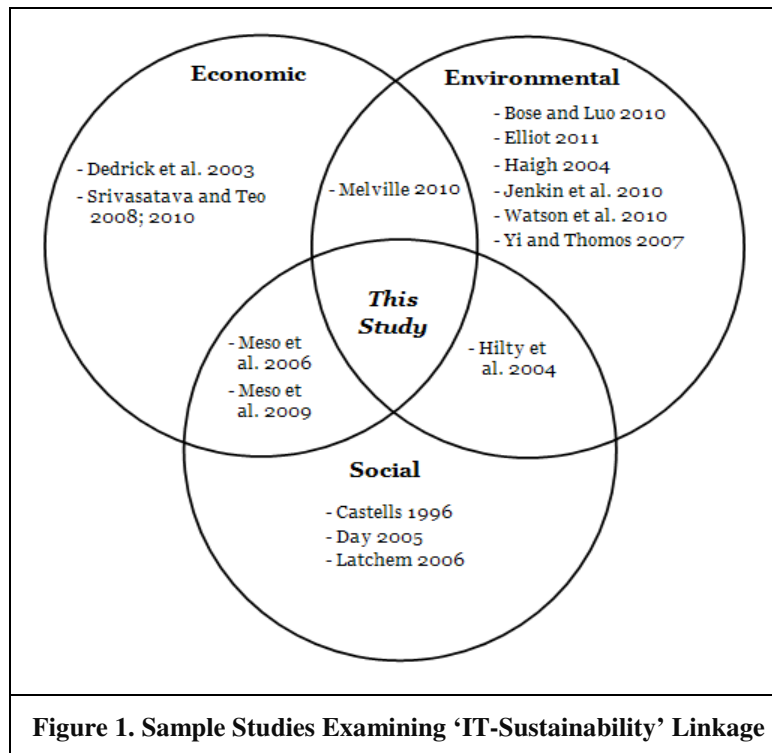 Economic
Environmental
- Dedrick et al. 2003
- Srivasatava and Teo
2008; 2010
- Melville 2010
- Bose and Luo 2010
- Elliot 2011
- Haigh 2004
- Jenkin et al. 2010
- Watson et al. 2010
- Yi and Thomos 2007
This
Study
- Meso et
al. 2006
- Meso et
al. 2009
- Hilty et
al. 2004
Social
- Castells 1996
- Day 2005
- Latchem 2006
Figure 1. Sample Studies Examining ‘IT-Sustainability’ Linkage